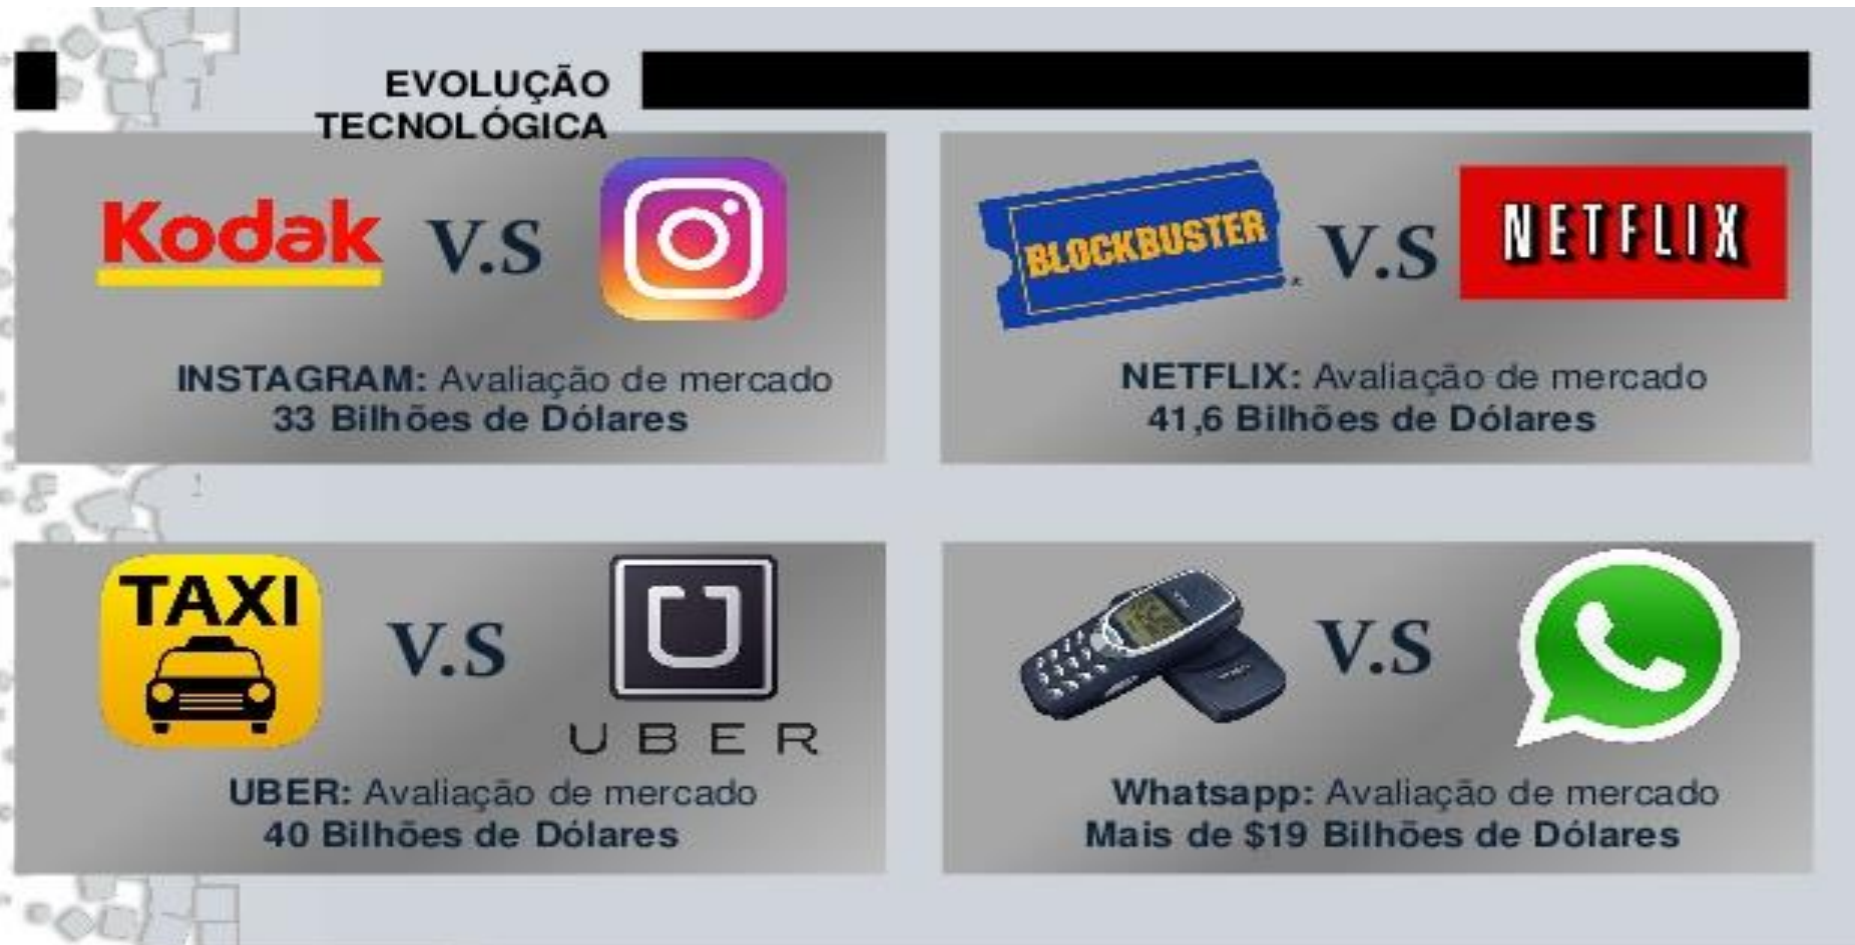 EVOLUÇÃO
TECNOLÓGICA
Kodak V.S
INSTAGRAM: Avaliação de mercado
33 Bilhões de Dólares
BLOCKBUSTER V.S NETFLIX
NETFLIX: Avaliação de mercado
41,6 Bilhões de Dólares
TAXI
V.S
UBER
UBER: Avaliação de mercado
40 Bilhões de Dólares
V.S
Whatsapp: Avaliação de mercado
Mais de $19 Bilhões de Dólares